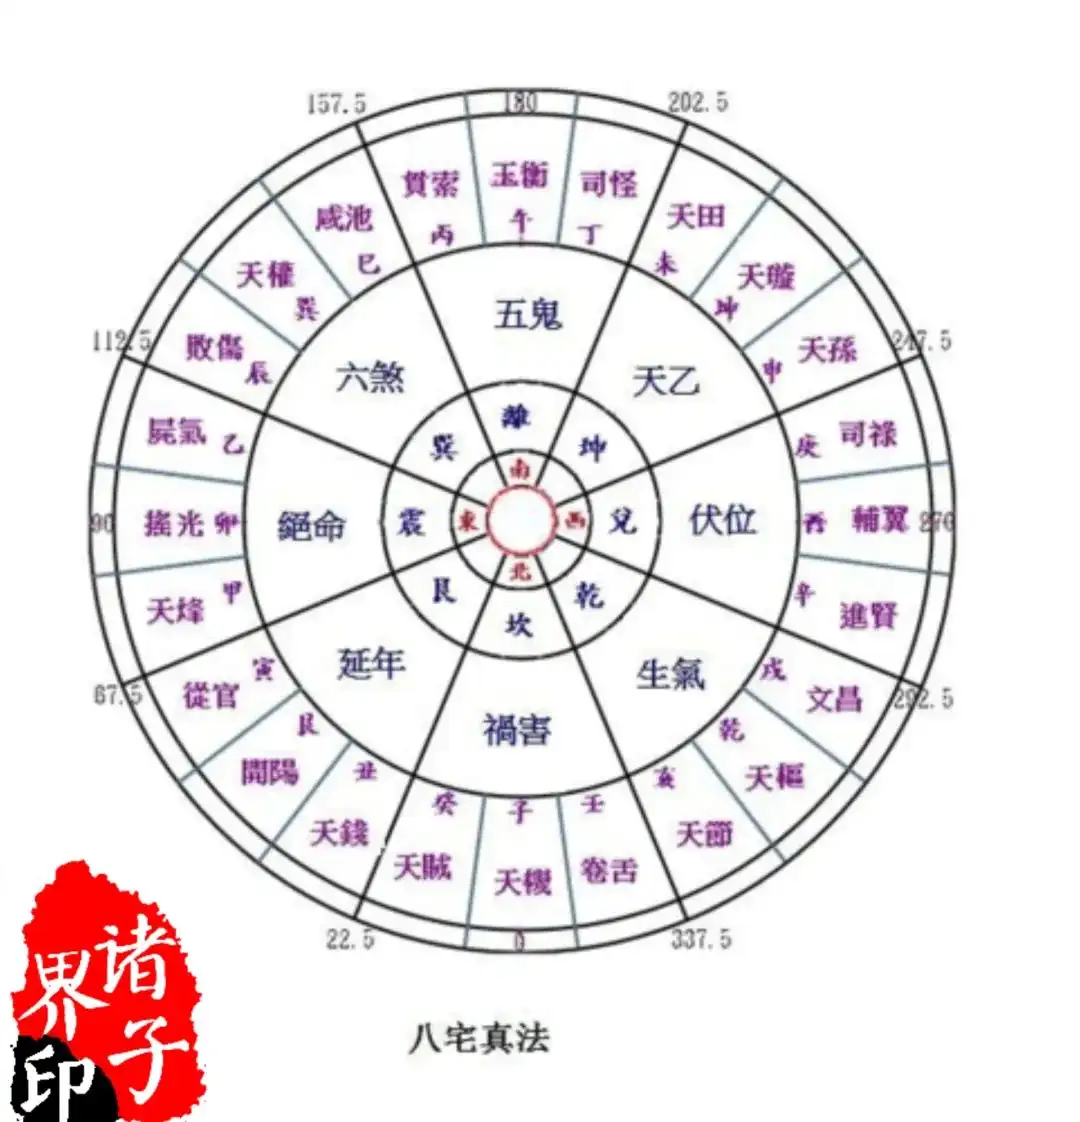 157.5
180
202.5
貫索
玉衡
司怪
丙
午
丁
咸池
巳
天田
未
天權
巽
天璇
坤
112.5
敗傷
辰
天孫
申
247.5
五鬼
六煞
天乙
屍氣
乙
離
巽
坤
南
庚
司祿
90
搖光
卯
絕命
震
東
西
兌
伏位
酉
輔翼
270
天烽
甲
艮
北
坎
乾
辛
進賢
67.5
從官
寅
延年
生氣
戌
文昌
292.5
開陽
艮
禍害
乾
天樞
天錢
丑
亥
天節
癸
子
壬
天賊
天機
卷舌
22.5
0
337.5
八宅真法
诸子
界印